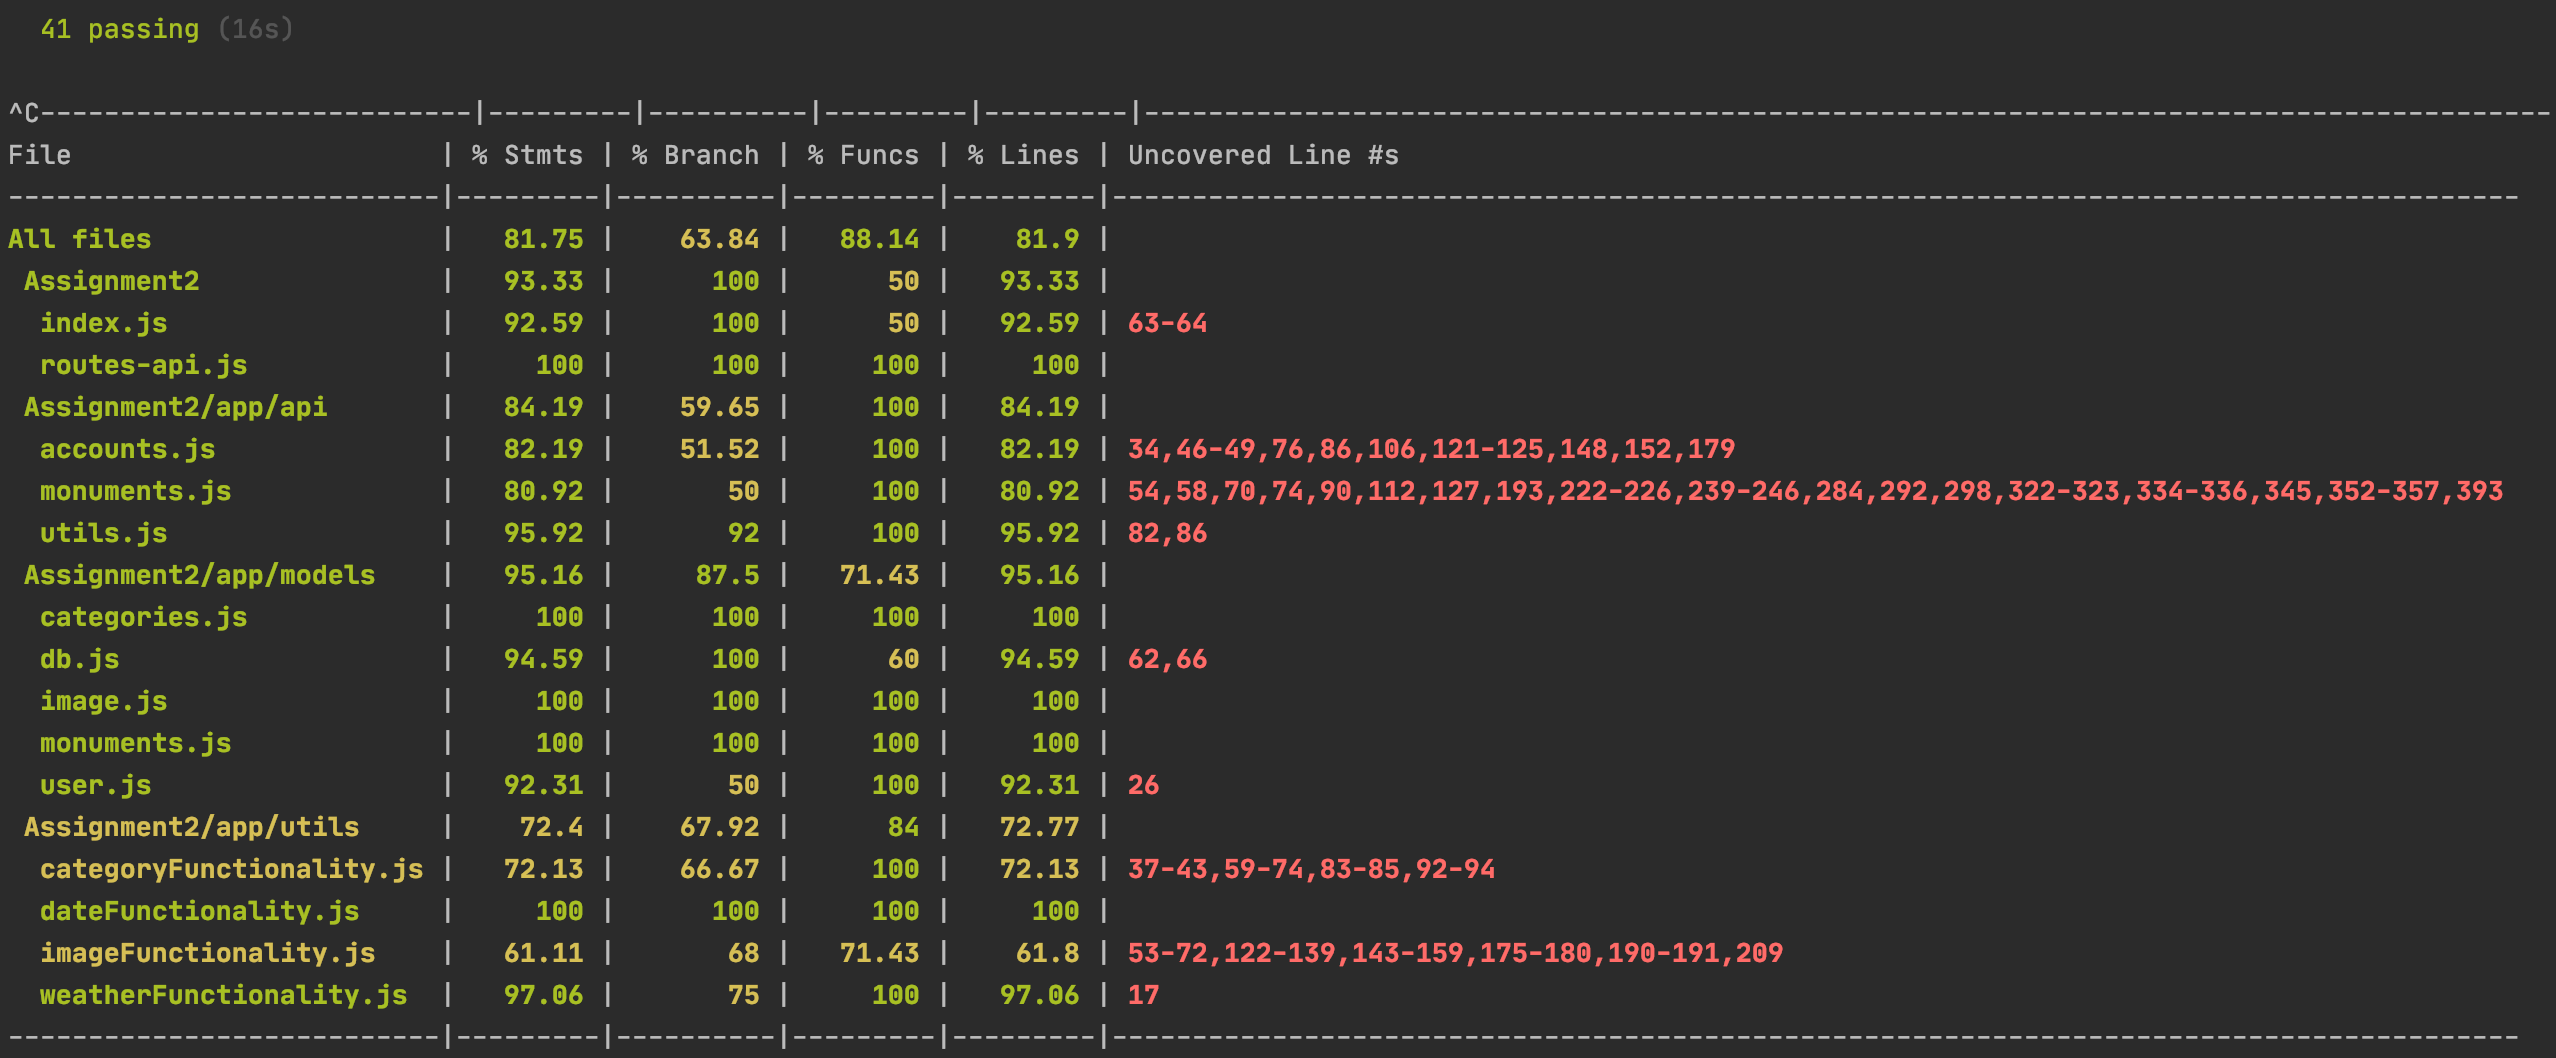 41 passing (16s)
^C---------------------------|---------|----------|---------|---------|----------------------------------------------------------------------------------------
File                       | % Stmts | % Branch | % Funcs | % Lines | Uncovered Line #s
---------------------------|---------|----------|---------|---------|----------------------------------------------------------------------------------------
All files                  |   81.75 |    63.84 |   88.14 |    81.9 |
 Assignment2               |   93.33 |      100 |      50 |   93.33 |
  index.js                 |   92.59 |      100 |      50 |   92.59 | 63-64
  routes-api.js            |     100 |      100 |     100 |     100 |
 Assignment2/app/api       |   84.19 |    59.65 |     100 |   84.19 |
  accounts.js              |   82.19 |    51.52 |     100 |   82.19 | 34,46-49,76,86,106,121-125,148,152,179
  monuments.js             |   80.92 |       50 |     100 |   80.92 | 54,58,70,74,90,112,127,193,222-226,239-246,284,292,298,322-323,334-336,345,352-357,393
  utils.js                 |   95.92 |       92 |     100 |   95.92 | 82,86
 Assignment2/app/models    |   95.16 |     87.5 |   71.43 |   95.16 |
  categories.js            |     100 |      100 |     100 |     100 |
  db.js                    |   94.59 |      100 |      60 |   94.59 | 62,66
  image.js                 |     100 |      100 |     100 |     100 |
  monuments.js             |     100 |      100 |     100 |     100 |
  user.js                  |   92.31 |       50 |     100 |   92.31 | 26
 Assignment2/app/utils     |    72.4 |    67.92 |      84 |   72.77 |
  categoryFunctionality.js |   72.13 |    66.67 |     100 |   72.13 | 37-43,59-74,83-85,92-94
  dateFunctionality.js     |     100 |      100 |     100 |     100 |
  imageFunctionality.js    |   61.11 |       68 |   71.43 |    61.8 | 53-72,122-139,143-159,175-180,190-191,209
  weatherFunctionality.js  |   97.06 |       75 |     100 |   97.06 | 17
---------------------------|---------|----------|---------|---------|----------------------------------------------------------------------------------------